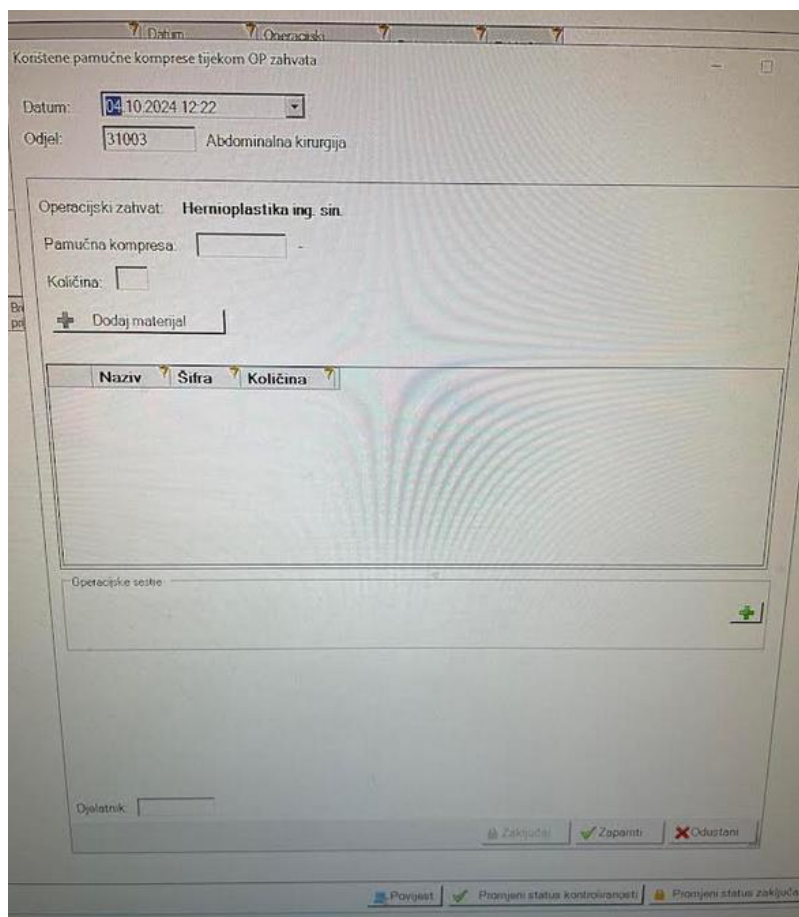 Datum Operacijski
Korištene pamučne komprese tijekom OP zahvata
Datum: 04.10.2024 12:22
Odjel: 31003 Abdominalna kirurgija
Operacijski zahvat: Hernioplastika ing. sin.
Pamučna kompresa: -
Količina:
Dodaj materijal
Naziv Šifra Količina
Operacijske sestre
Djelatnik:
Zaključaj Zapamti Odustani
Povijest Promjeni status kontroliranosti Promjeni status zaključa